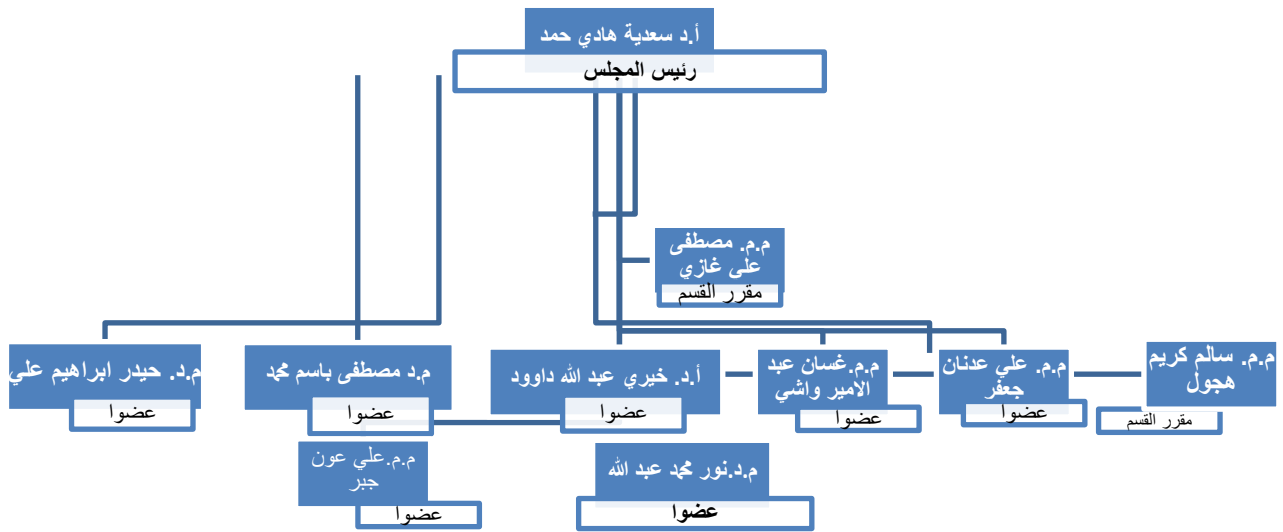 أ.د سعدية هادي حمد
رئيس المجلس
م.م. مصطفى
علي غازي
مقرر القسم
م.م. سالم كريم
هجول
مقرر القسم
م.م. علي عدنان
جعفر
عضوا
م.م.غسان عبد
الامير واشي
عضوا
أ.د. خيري عبد الله داوود
عضوا
م.د مصطفى باسم محمد
عضوا
م.د. حيدر ابراهيم علي
عضوا
م.د.نور محمد عبد الله
عضوا
م.م.علي عون
جبر
عضوا